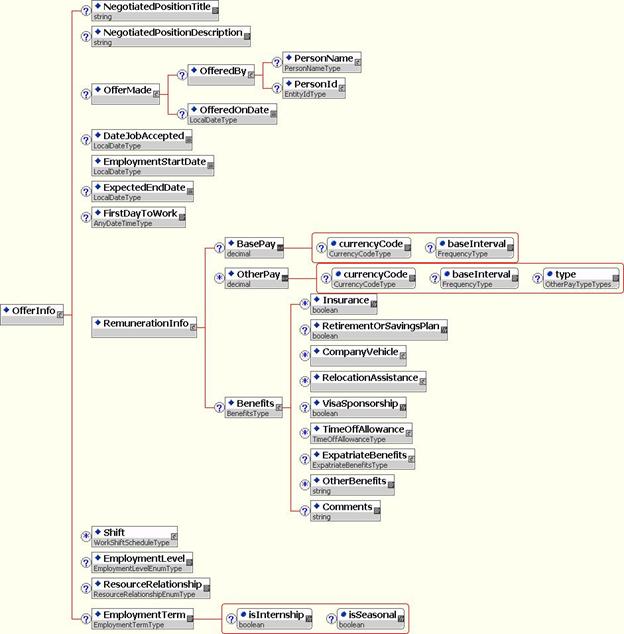 NegotiatedPositionTitle
string
NegotiatedPositionDescription
string
OfferMade
OfferedBy
PersonName
PersonNameType
PersonId
EntityIdType
OfferedOnDate
LocalDateType
DateJobAccepted
LocalDateType
EmploymentStartDate
LocalDateType
ExpectedEndDate
LocalDateType
FirstDayToWork
AnyDateTimeType
OfferInfo
RemunerationInfo
BasePay
decimal
currencyCode
CurrencyCodeType
baseInterval
FrequencyType
OtherPay
decimal
currencyCode
CurrencyCodeType
baseInterval
FrequencyType
type
OtherPayTypeTypes
Benefits
BenefitsType
Insurance
boolean
RetirementOrSavingsPlan
boolean
CompanyVehicle
RelocationAssistance
VisaSponsorship
boolean
TimeOffAllowance
TimeOffAllowanceType
ExpatriateBenefits
ExpatriateBenefitsType
OtherBenefits
string
Comments
string
Shift
WorkShiftScheduleType
EmploymentLevel
EmploymentLevelEnumType
ResourceRelationship
ResourceRelationshipEnumType
EmploymentTerm
EmploymentTermType
isInternship
boolean
isSeasonal
boolean